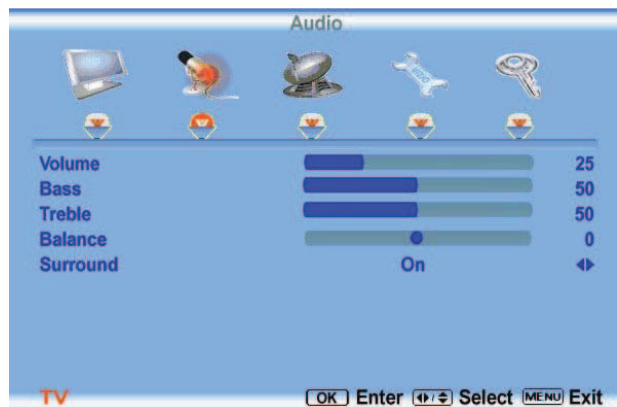 Audio
Volume 25
Bass 50
Treble 50
Balance 0
Surround On
TV OK Enter Select MENU Exit